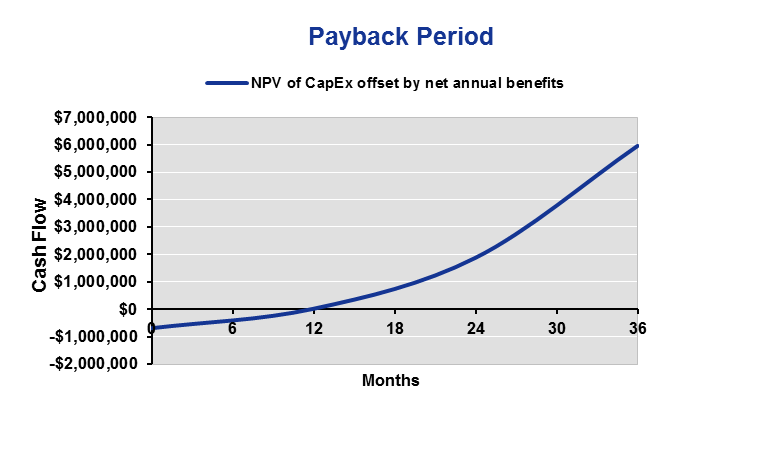 Payback Period
NPV of CapEx offset by net annual benefits
$7,000,000
$6,000,000
$5,000,000
$4,000,000
$3,000,000
$2,000,000
$1,000,000
$0
-$1,000,000
-$2,000,000
Cash Flow
0 6 12 18 24 30 36
Months